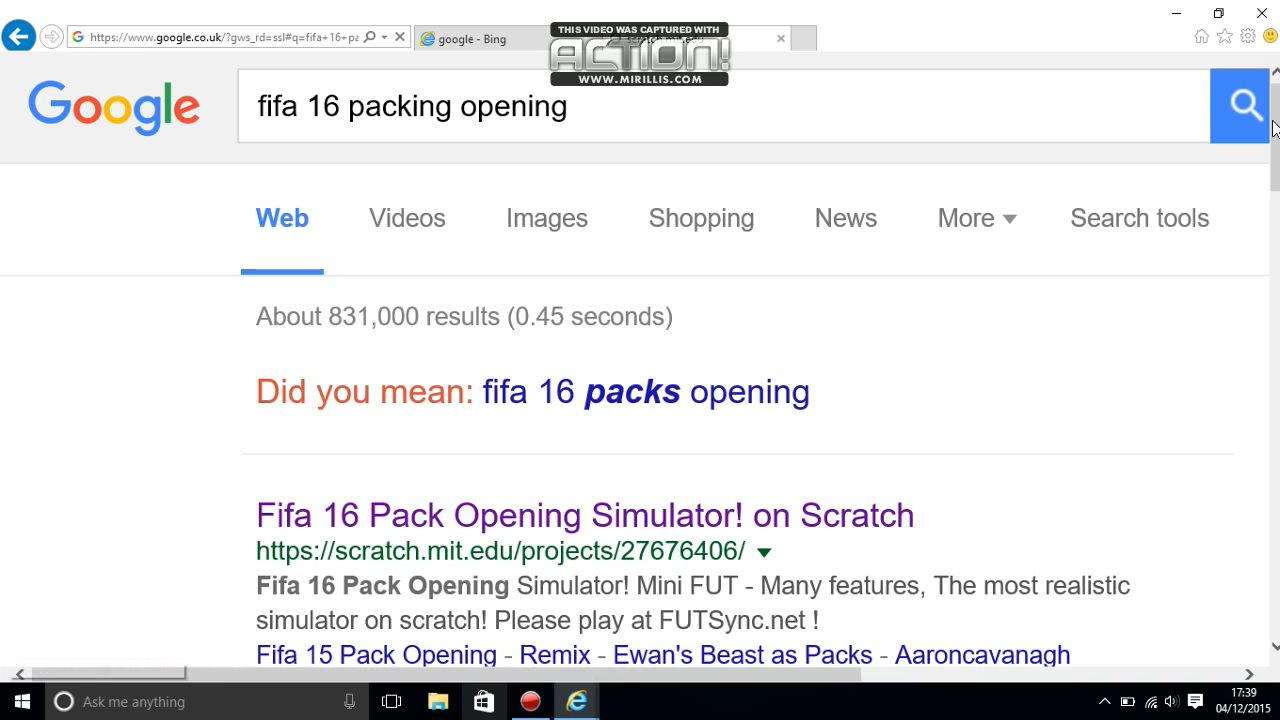 THIS VIDEO WAS CAPTURED WITH
ACTION!
WWW.MIRILLIS.COM
https://www.google.co.uk/?gws_rd=ssl#q=fifa+16+pa
google - Bing
Google
fifa 16 packing opening
Web Videos Images Shopping News More Search tools
About 831,000 results (0.45 seconds)
Did you mean: fifa 16 packs opening
Fifa 16 Pack Opening Simulator! on Scratch
https://scratch.mit.edu/projects/27676406/
Fifa 16 Pack Opening Simulator! Mini FUT - Many features, The most realistic
simulator on scratch! Please play at FUTSync.net !
Fifa 15 Pack Opening - Remix - Ewan's Beast as Packs - Aaroncavanagh
Ask me anything
17:39
04/12/2015